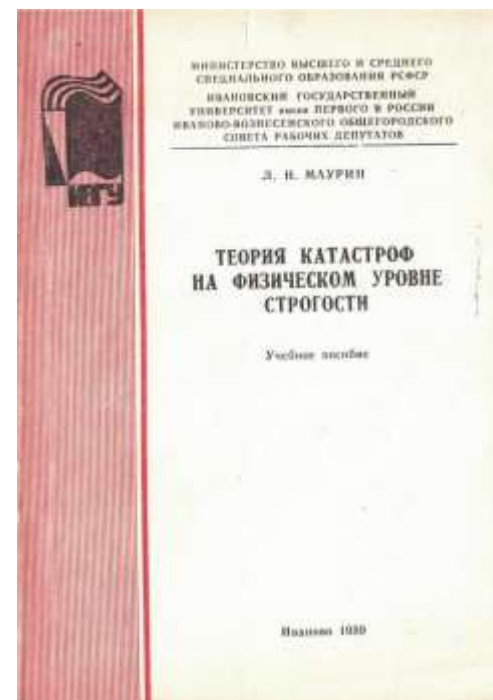 МИНИСТЕРСТВО ВЫСШЕГО И СРЕДНЕГО
СПЕЦИАЛЬНОГО ОБРАЗОВАНИЯ РСФСР
ИВАНОВСКИЙ ГОСУДАРСТВЕННЫЙ
УНИВЕРСИТЕТ имени ПЕРВОГО В РОССИИ
ИВАНОВО-ВОЗНЕСЕНСКОГО ОБЩЕГОРОДСКОГО
СОВЕТА РАБОЧИХ ДЕПУТАТОВ
Л. Н. МАУРИН
ТЕОРИЯ КАТАСТРОФ
НА ФИЗИЧЕСКОМ УРОВНЕ
СТРОГОСТИ
Учебное пособие
Иваново 1989
ИвГУ